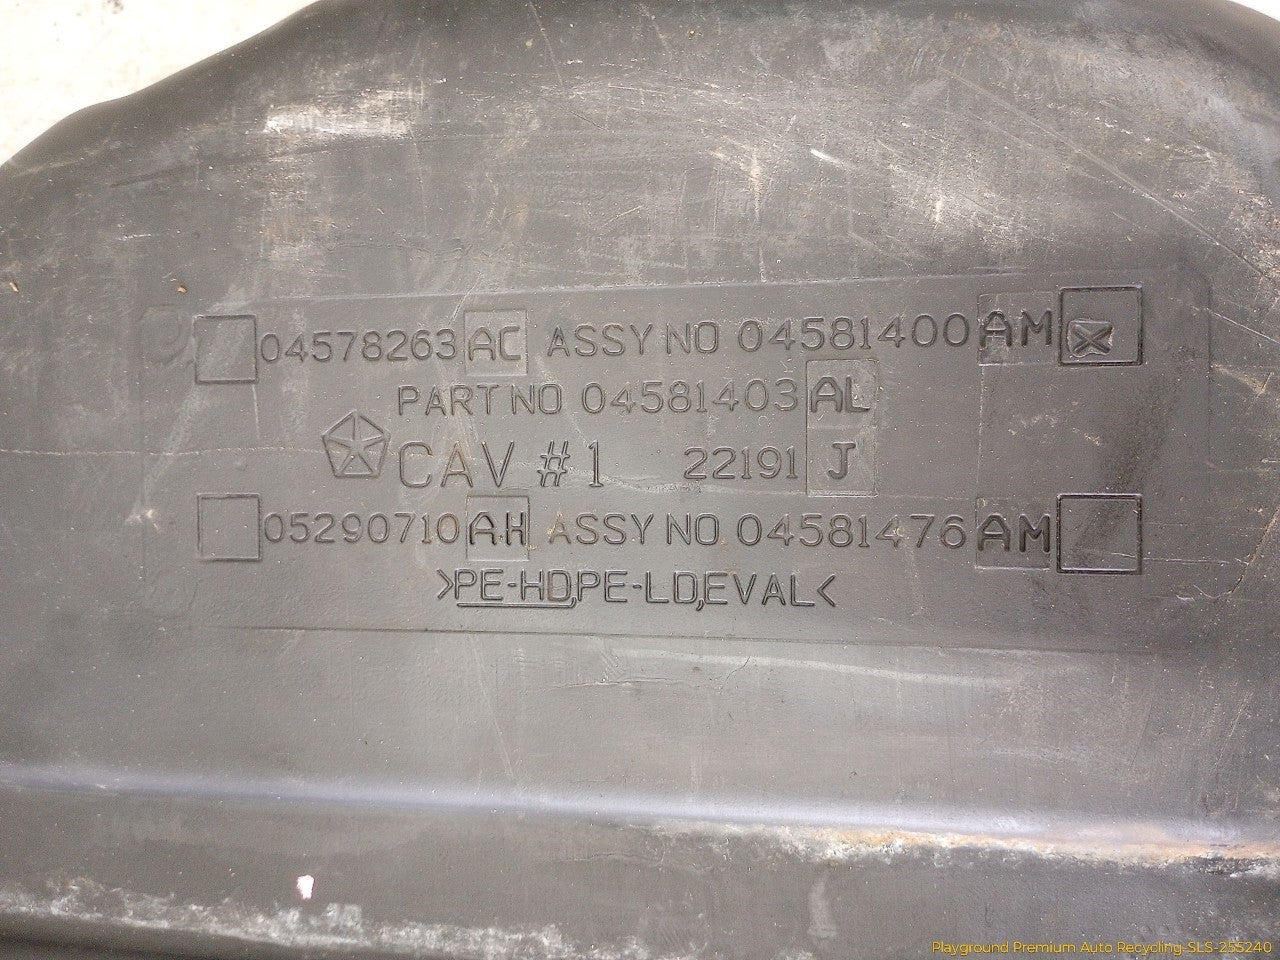 04578263 AC ASSY NO 04581400 AM X
PART NO 04581403 AL
CAV #1 22191 J
05290710 AH ASSY NO 04581476 AM
>PE-HD,PE-LD,EVAL<
Playground Premium Auto Recycling-SLS-255240